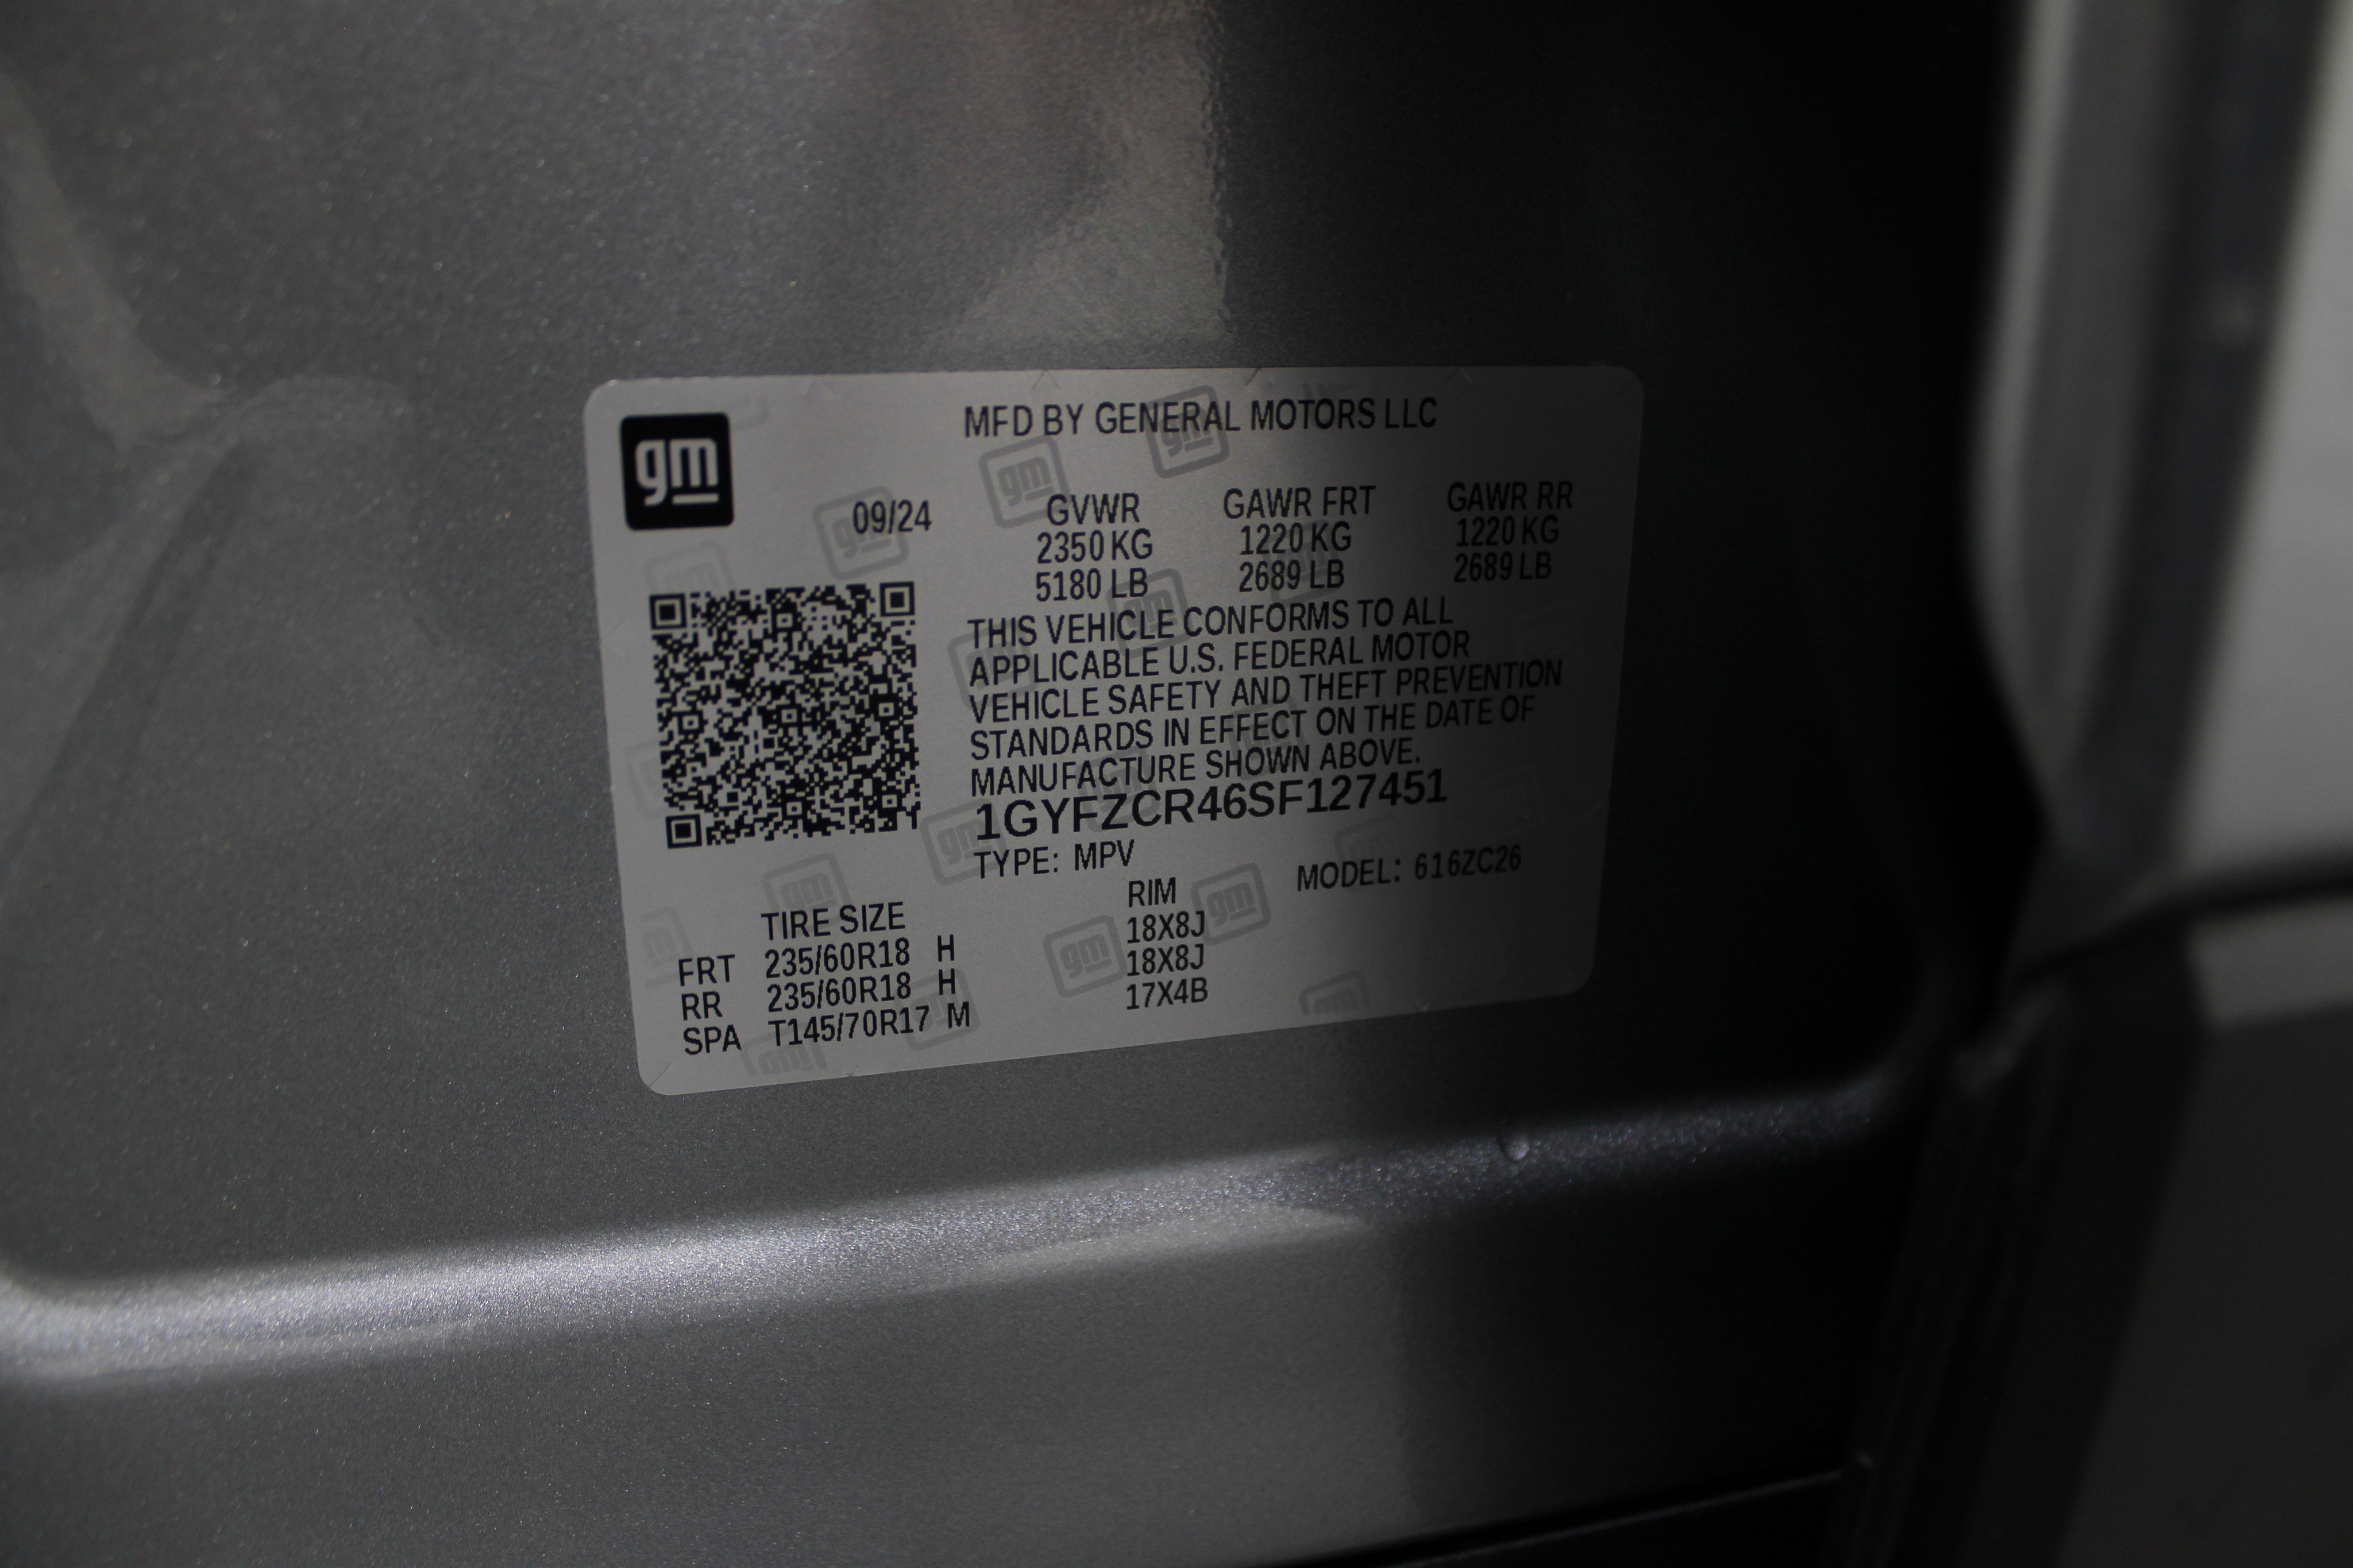 gm
MFD BY GENERAL MOTORS LLC
09/24 GVWR GAWR FRT GAWR RR
2350 KG 1220 KG 1220 KG
5180 LB 2689 LB 2689 LB
THIS VEHICLE CONFORMS TO ALL
APPLICABLE U.S. FEDERAL MOTOR
VEHICLE SAFETY AND THEFT PREVENTION
STANDARDS IN EFFECT ON THE DATE OF
MANUFACTURE SHOWN ABOVE.
1GYFZCR46SF127451
TYPE: MPV MODEL: 616ZC26
TIRE SIZE RIM
FRT 235/60R18 H 18X8J
RR 235/60R18 H 18X8J
SPA T145/70R17 M 17X4B